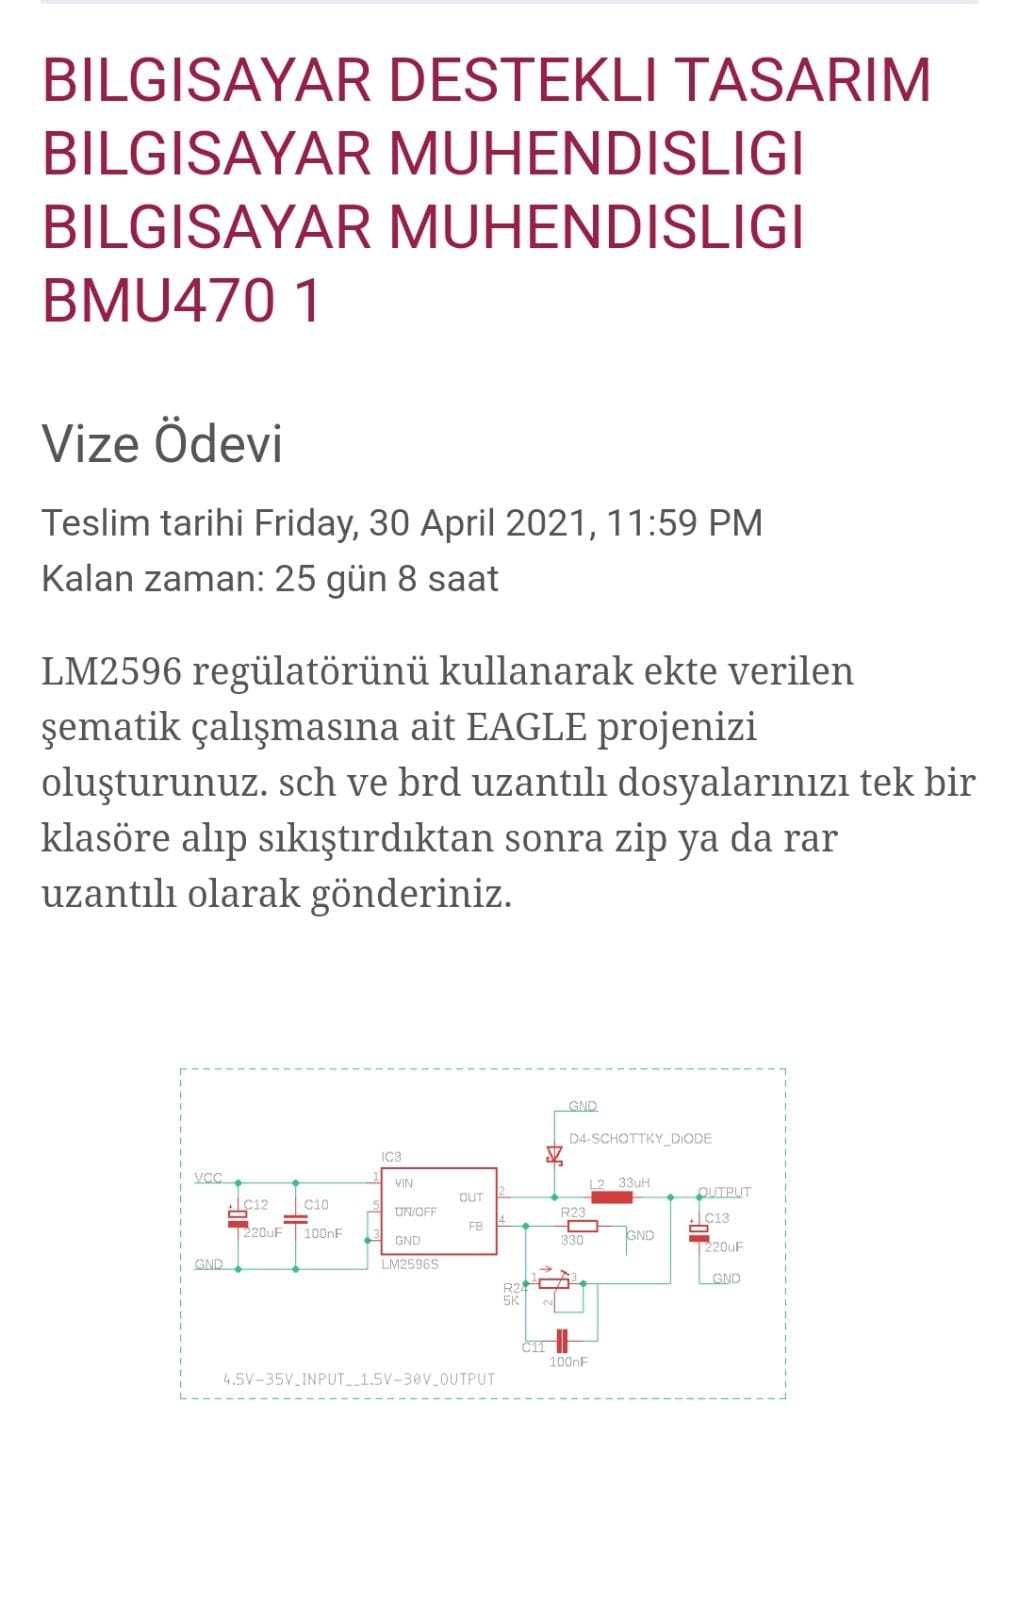 BILGISAYAR DESTEKLI TASARIM
BILGISAYAR MUHENDISLIGI
BILGISAYAR MUHENDISLIGI
BMU470 1
Vize Ödevi
Teslim tarihi Friday, 30 April 2021, 11:59 PM
Kalan zaman: 25 gün 8 saat
LM2596 regülatörünü kullanarak ekte verilen
şematik çalışmasına ait EAGLE projenizi
oluşturunuz. sch ve brd uzantılı dosyalarınızı tek bir
klasöre alıp sıkıştırdıktan sonra zip ya da rar
uzantılı olarak gönderiniz.
GND
D4-SCHOTTKY_DIODE
IC3
VCC
1
VIN
L2 33uH
OUTPUT
C12
C10
5
ON/OFF
OUT
2
R23
C13
220uF
100nF
3
GND
FB
4
330
GND
220uF
GND
LM2596S
GND
R24
5K
1
3
2
C11
100nF
4.5V-35V_INPUT__1.5V-30V_OUTPUT